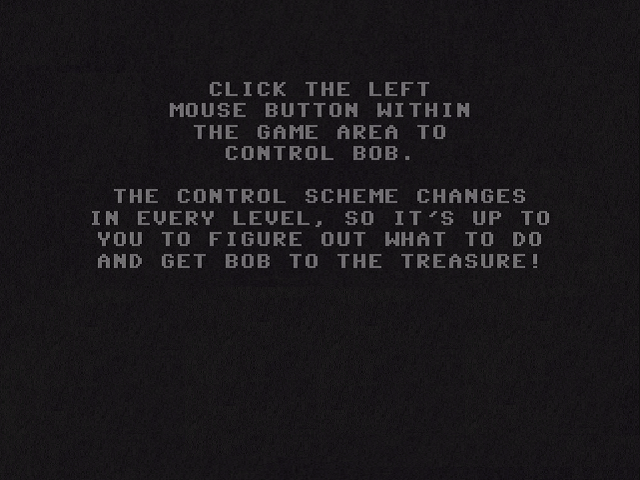 CLICK THE LEFT
MOUSE BUTTON WITHIN
THE GAME AREA TO
CONTROL BOB.
THE CONTROL SCHEME CHANGES
IN EVERY LEVEL, SO IT'S UP TO
YOU TO FIGURE OUT WHAT TO DO
AND GET BOB TO THE TREASURE!